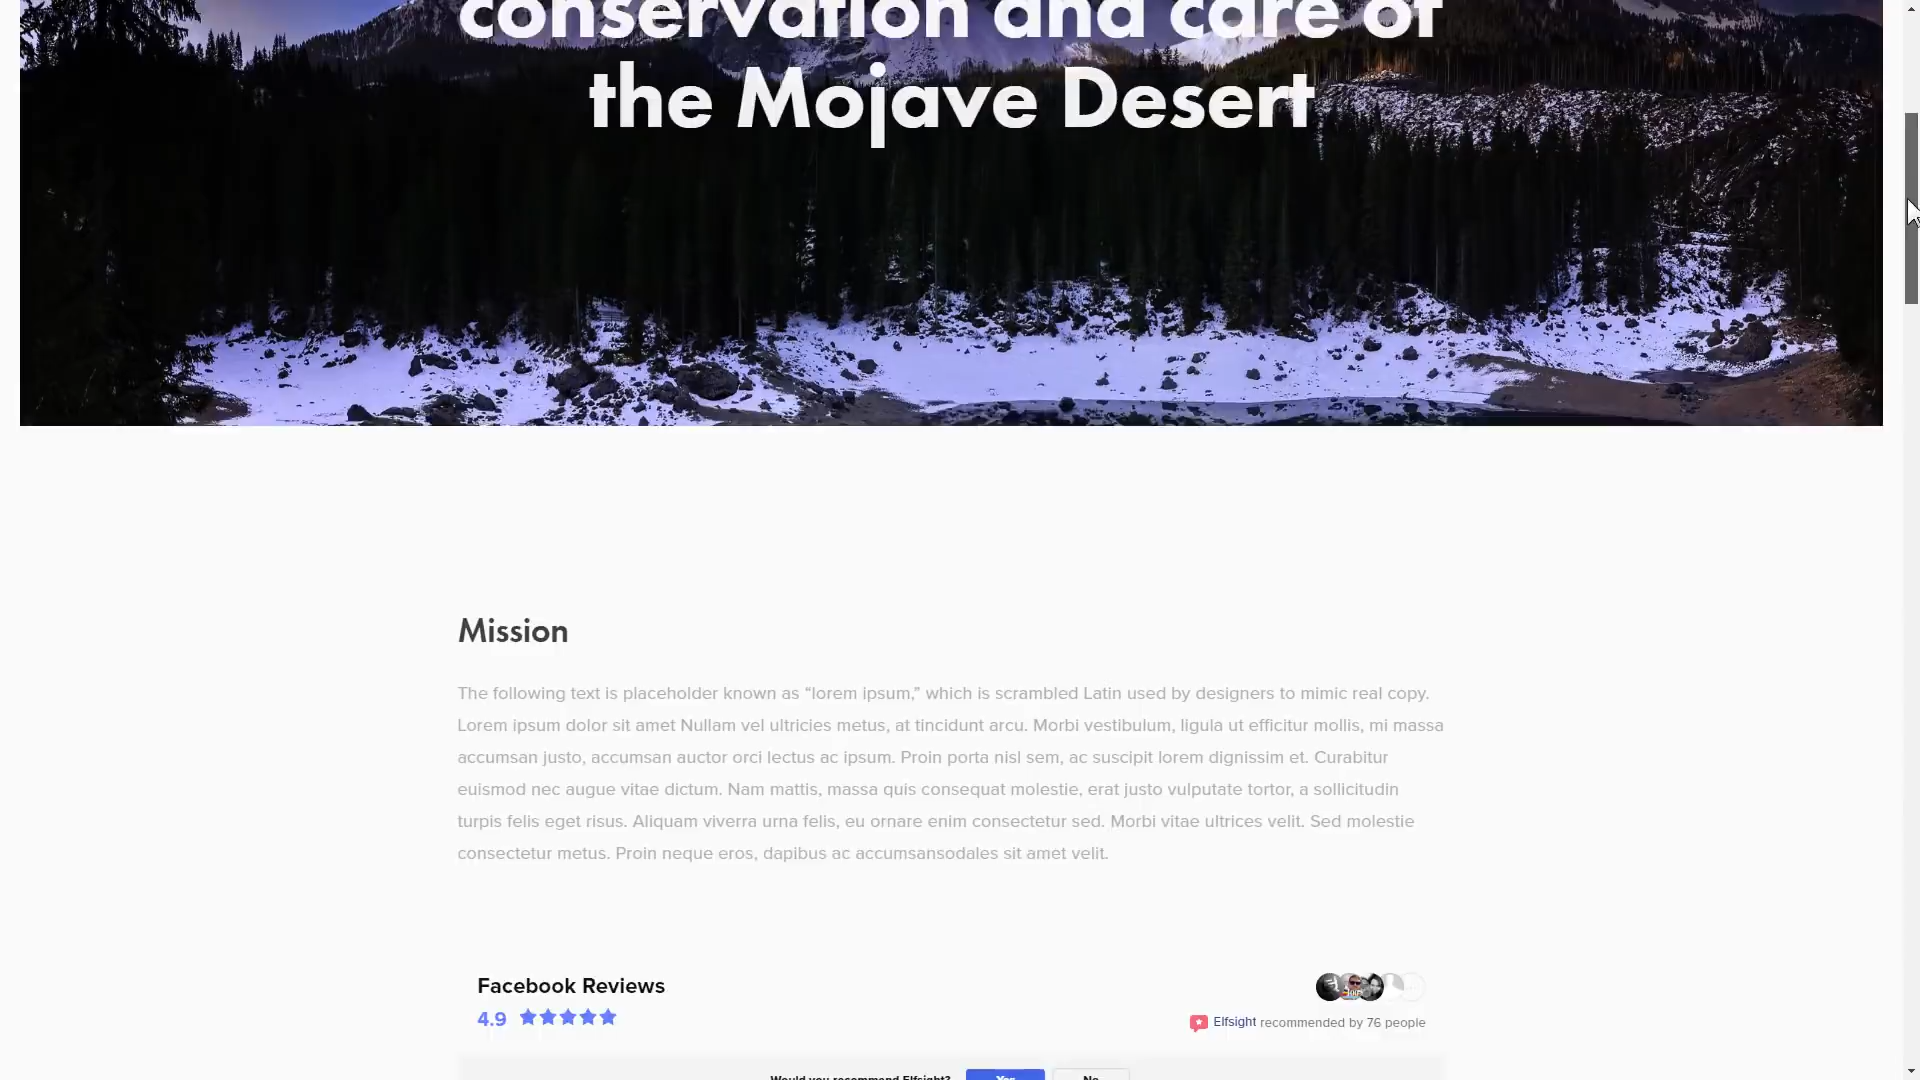 conservation and care of
the Mojave Desert
Mission
The following text is placeholder known as “lorem ipsum,” which is scrambled Latin used by designers to mimic real copy.
Lorem ipsum dolor sit amet Nullam vel ultricies metus, at tincidunt arcu. Morbi vestibulum, ligula ut efficitur mollis, mi massa
accumsan justo, accumsan auctor orci lectus ac ipsum. Proin porta nisl sem, ac suscipit lorem dignissim et. Curabitur
euismod nec augue vitae dictum. Nam mattis, massa quis consequat molestie, erat justo vulputate tortor, a sollicitudin
turpis felis eget risus. Aliquam viverra urna felis, eu ornare enim consectetur sed. Morbi vitae ultrices velit. Sed molestie
consectetur metus. Proin neque eros, dapibus ac accumsansodales sit amet velit.
Facebook Reviews
4.9
Elfsight recommended by 76 people
Would you recommend Elfsight? Yes No